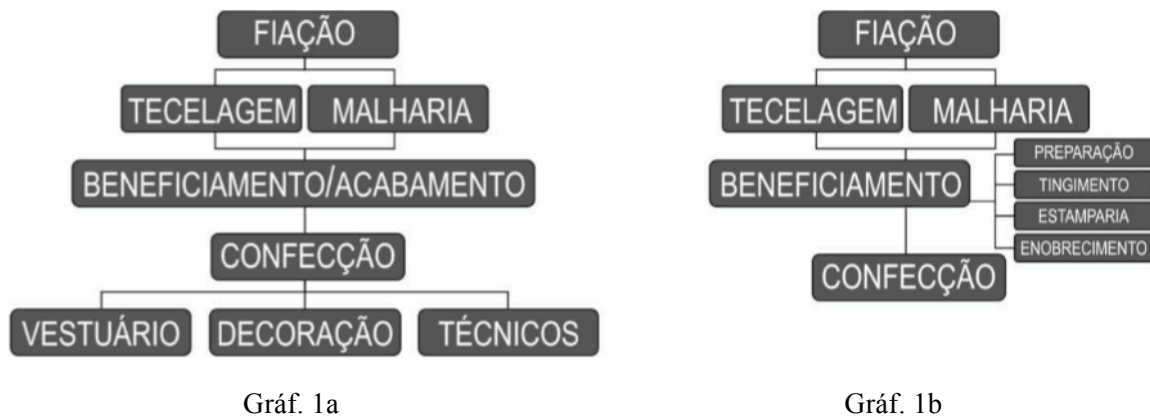 FIAÇÃO
TECELAGEM MALHARIA
BENEFICIAMENTO/ACABAMENTO
CONFECÇÃO
VESTUÁRIO DECORAÇÃO TÉCNICOS
Gráf. 1a
FIAÇÃO
TECELAGEM MALHARIA
BENEFICIAMENTO
PREPARAÇÃO
TINGIMENTO
ESTAMPARIA
ENOBRECIMENTO
CONFECÇÃO
Gráf. 1b